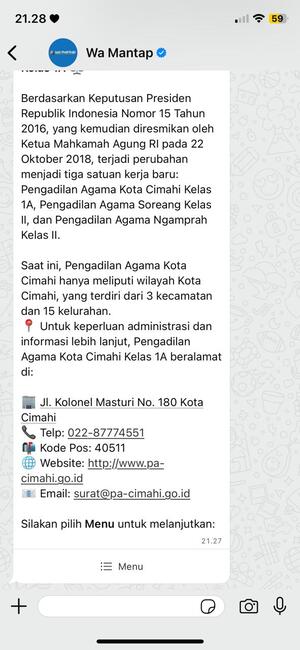 21.28
59
Wa Mantap
Berdasarkan Keputusan Presiden
Republik Indonesia Nomor 15 Tahun
2016, yang kemudian diresmikan oleh
Ketua Mahkamah Agung RI pada 22
Oktober 2018, terjadi perubahan
menjadi tiga satuan kerja baru:
Pengadilan Agama Kota Cimahi Kelas
1A, Pengadilan Agama Soreang Kelas
II, dan Pengadilan Agama Ngamprah
Kelas II.
Saat ini, Pengadilan Agama Kota
Cimahi hanya meliputi wilayah Kota
Cimahi, yang terdiri dari 3 kecamatan
dan 15 kelurahan.
📍 Untuk keperluan administrasi dan
informasi lebih lanjut, Pengadilan
Agama Kota Cimahi Kelas 1A beralamat
di:
🏢 Jl. Kolonel Masturi No. 180 Kota
Cimahi
📞 Telp: 022-87774551
📬 Kode Pos: 40511
🌐 Website: http://www.pa-
cimahi.go.id
📧 Email: surat@pa-cimahi.go.id
Silakan pilih Menu untuk melanjutkan:
21.27
Menu